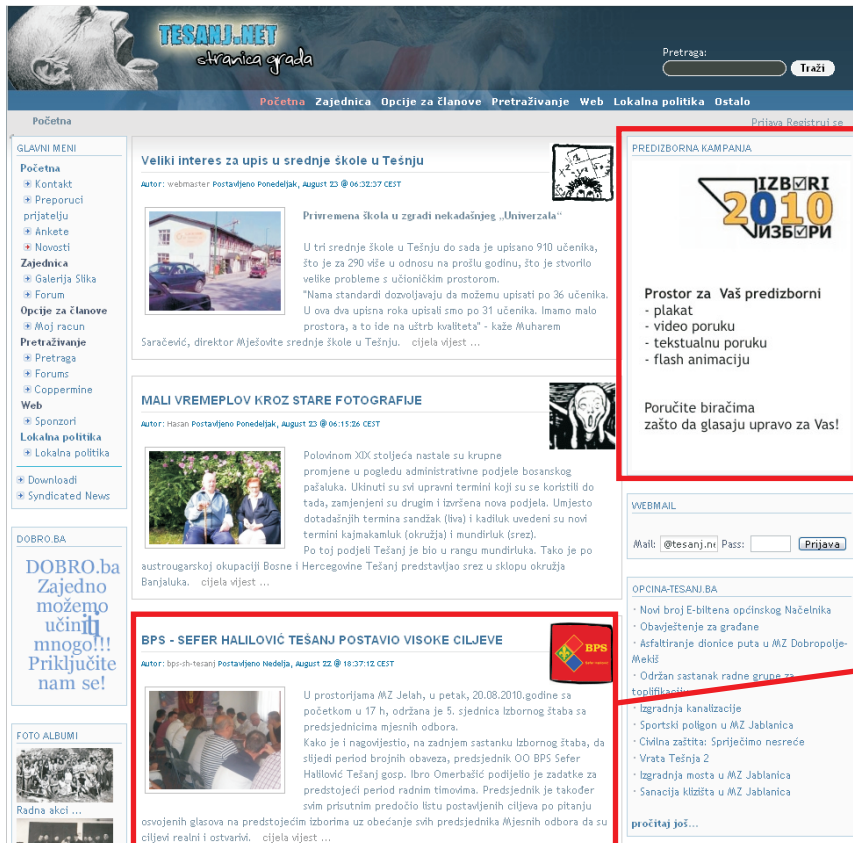 TESANJ.NET
stranica grada
Pretraga:
Traži
Početna Zajednica Opcije za članove Pretraživanje Web Lokalna politika Ostalo
Početna
Prijava Registruj se
GLAVNI MENI
Početna
Kontakt
Preporuci
prijatelju
Ankete
Novosti
Zajednica
Galerija Slika
Forum
Opcije za članove
Moj racun
Pretraživanje
Pretraga
Forums
Coppermine
Web
Sponzori
Lokalna politika
Lokalna politika
Downloadi
Syndicated News
DOBRO.BA
DOBRO.ba
Zajedno
možemo
učiniti
mnogo!!!
Priključite
nam se!
FOTO ALBUMI
Radna akci ...
Veliki interes za upis u srednje škole u Tešnju
Autor: webmaster Postavljeno Ponedeljak, August 23 @ 06:32:37 CEST
Privremena škola u zgradi nekadašnjeg „Univerzala“
U tri srednje škole u Tešnju do sada je upisano 910 učenika,
što je za 290 više u odnosu na prošlu godinu, što je stvorilo
velike probleme s učioničkim prostorom.
"Nama standardi dozvoljavaju da možemu upisati po 36 učenika.
U ova dva upisna roka upisali smo po 31 učenika. Imamo malo
prostora, a to ide na uštrb kvaliteta" - kaže Muharem
Saračević, direktor Mješovite srednje škole u Tešnju. cijela vijest ...
MALI VREMEPLOV KROZ STARE FOTOGRAFIJE
Autor: Hasan Postavljeno Ponedeljak, August 23 @ 06:15:26 CEST
Polovinom XIX stoljeća nastale su krupne
promjene u pogledu administrativne podjele bosanskog
pašaluka. Ukinuti su svi upravni termini koji su se koristili do
tada, zamjenjeni su drugim i izvršena nova podjela. Umjesto
dotadašnjih termina sandžak (liva) i kadiluk uvedeni su novi
termini kajmakamluk (okružja) i mundirluk (srez).
Po toj podjeli Tešanj je bio u rangu mundirluka. Tako je po
austrougarskoj okupaciji Bosne i Hercegovine Tešanj predstavljao srez u sklopu okružja
Banjaluka. cijela vijest ...
BPS - SEFER HALILOVIĆ TEŠANJ POSTAVIO VISOKE CILJEVE
BPS
Autor: bps-sh-tesanj Postavljeno Nedelja, August 22 @ 18:37:12 CEST
U prostorijama MZ Jelah, u petak, 20.08.2010.godine sa
početkom u 17 h, održana je 5. sjednica Izbornog štaba sa
predsjednicima mjesnih odbora.
Kako je i nagovijestio, na zadnjem sastanku Izbornog štaba, da
slijedi period brojnih obaveza, predsjednik OO BPS Sefer
Halilović Tešanj gosp. Ibro Omerbašić podijelio je zadatke za
predstojeći period radnim timovima. Predsjednik je također
svim prisutnim predočio listu postavljenih ciljeva po pitanju
osvojenih glasova na predstojećim izborima uz obećanje svih predsjednika Mjesnih odbora da su
ciljevi realni i ostvarivi. cijela vijest ...
PREDIZBORNA KAMPANJA
IZBORI
2010
ИЗБОРИ
Prostor za Vaš predizborni
- plakat
- video poruku
- tekstualnu poruku
- flash animaciju
Poručite biračima
zašto da glasaju upravo za Vas!
WEBMAIL
Mail: @tesanj.ne Pass: Prijava
OPCINA-TESANJ.BA
· Novi broj E-biltena općinskog Načelnika
· Obavještenje za građane
· Asfaltiranje dionice puta u MZ Dobropolje-
Mekiš
· Održan sastanak radne grupe za
toplifikaciju
· Izgradnja kanalizacije
· Sportski poligon u MZ Jablanica
· Civilna zaštita: Spriječimo nesreće
· Vrata Tešnja 2
· Izgradnja mosta u MZ Jablanica
· Sanacija klizišta u MZ Jablanica
pročitaj još...